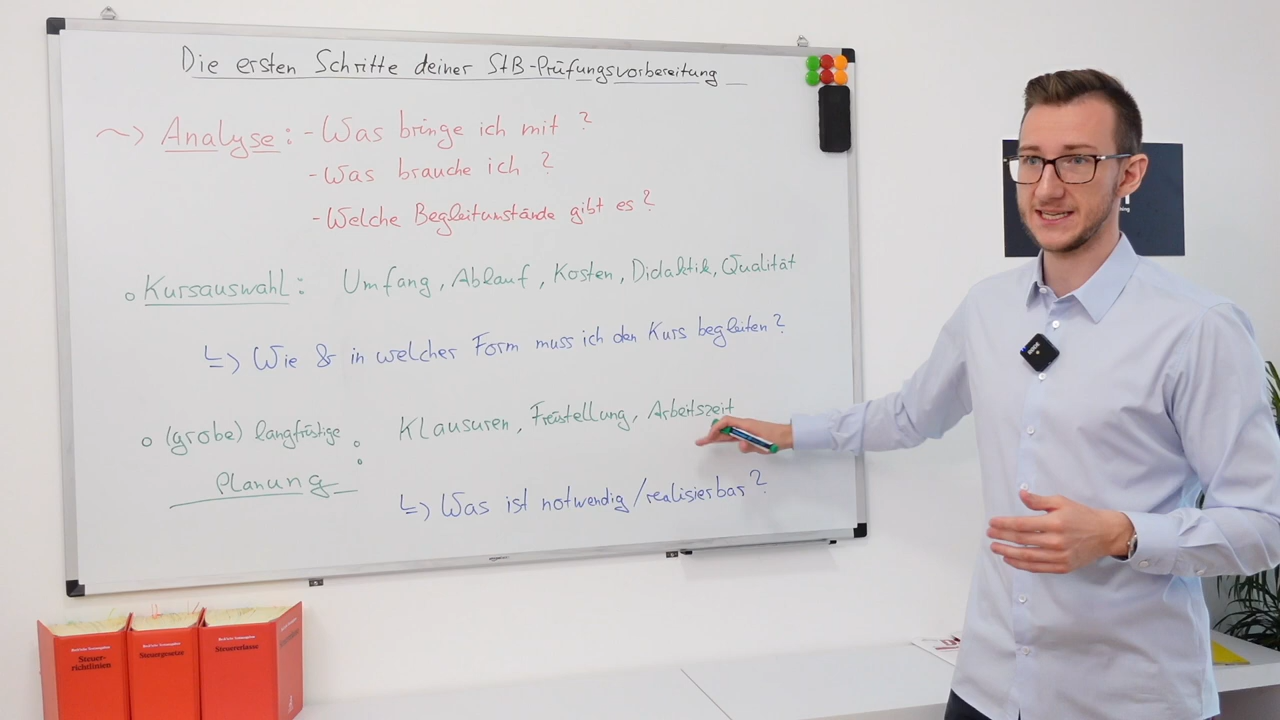 Die ersten Schritte deiner StB-Prüfungsvorbereitung
~> Analyse: - Was bringe ich mit ?
- Was brauche ich ?
- Welche Begleitumstände gibt es ?
o Kursauswahl: Umfang, Ablauf, Kosten, Didaktik, Qualität
↳ Wie & in welcher Form muss ich den Kurs begleiten ?
o (grobe) langfristige Planung : Klausuren, Freistellung, Arbeitszeit
↳ Was ist notwendig/realisierbar ?
Steuer-
richtlinien
Steuergesetze
Steuererlasse